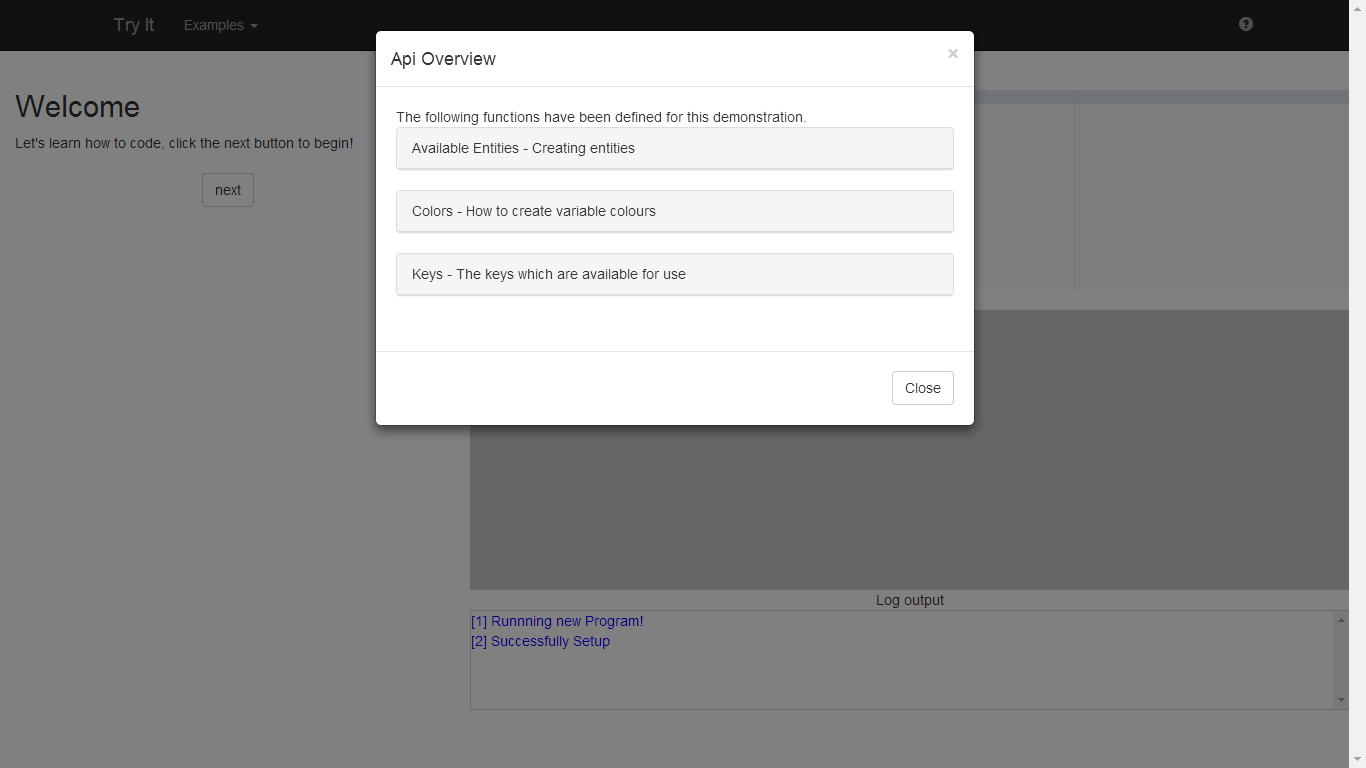 Try It
Examples
Api Overview
×
Welcome
Let's learn how to code, click the next button to begin!
next
The following functions have been defined for this demonstration.
Available Entities - Creating entities
Colors - How to create variable colours
Keys - The keys which are available for use
Close
Log output
[1] Runnning new Program!
[2] Successfully Setup